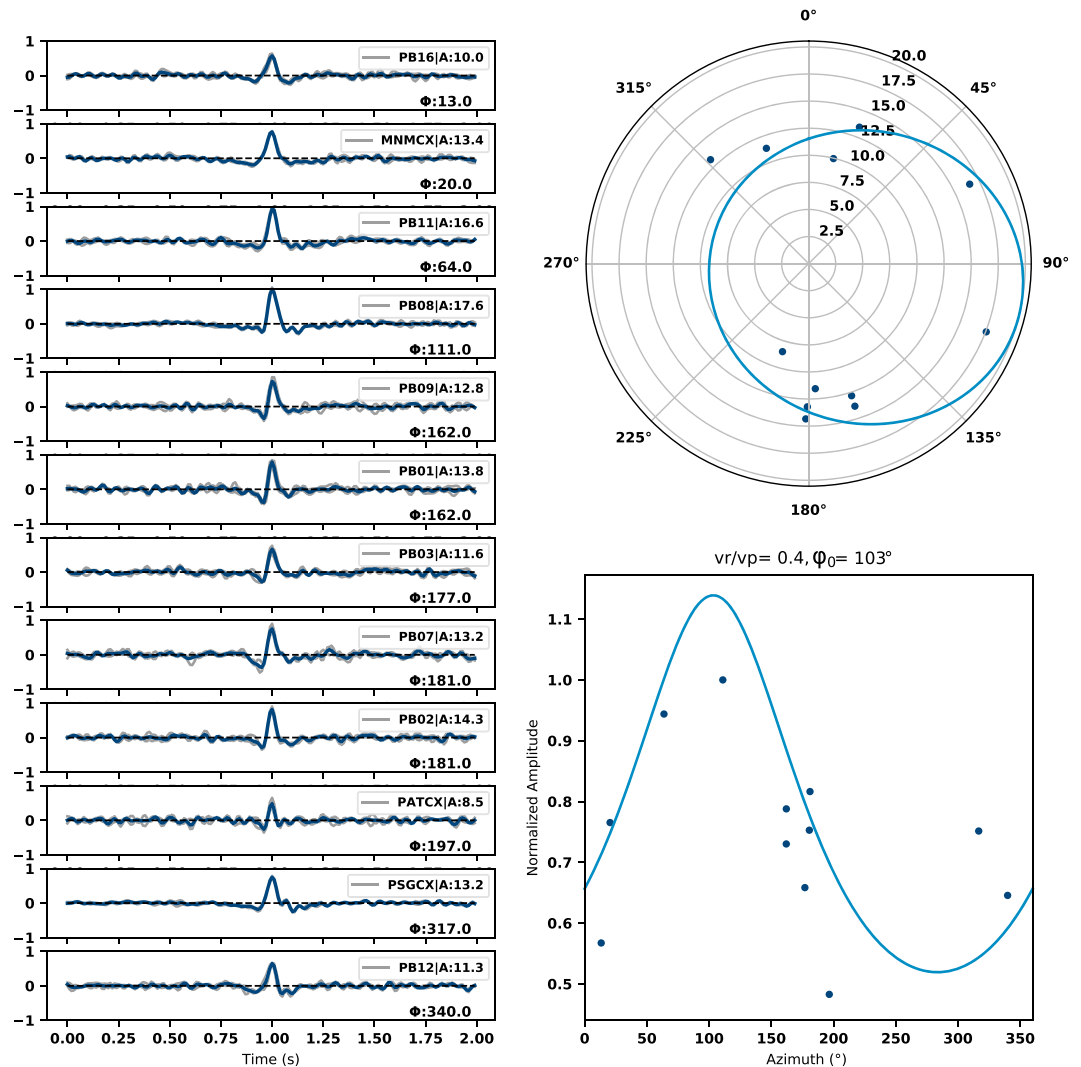 1
0
−1
PB16|A:10.0
Φ:13.0
1
0
−1
MNMCX|A:13.4
Φ:20.0
1
0
−1
PB11|A:16.6
Φ:64.0
1
0
−1
PB08|A:17.6
Φ:111.0
1
0
−1
PB09|A:12.8
Φ:162.0
1
0
−1
PB01|A:13.8
Φ:162.0
1
0
−1
PB03|A:11.6
Φ:177.0
1
0
−1
PB07|A:13.2
Φ:181.0
1
0
−1
PB02|A:14.3
Φ:181.0
1
0
−1
PATCX|A:8.5
Φ:197.0
1
0
−1
PSGCX|A:13.2
Φ:317.0
1
0
−1
PB12|A:11.3
Φ:340.0
0.00 0.25 0.50 0.75 1.00 1.25 1.50 1.75 2.00
Time (s)
0°
45°
90°
135°
180°
225°
270°
315°
20.0
17.5
15.0
12.5
10.0
7.5
5.0
2.5
vr/vp= 0.4, φ0= 103°
Normalized Amplitude
1.1
1.0
0.9
0.8
0.7
0.6
0.5
0 50 100 150 200 250 300 350
Azimuth (°)